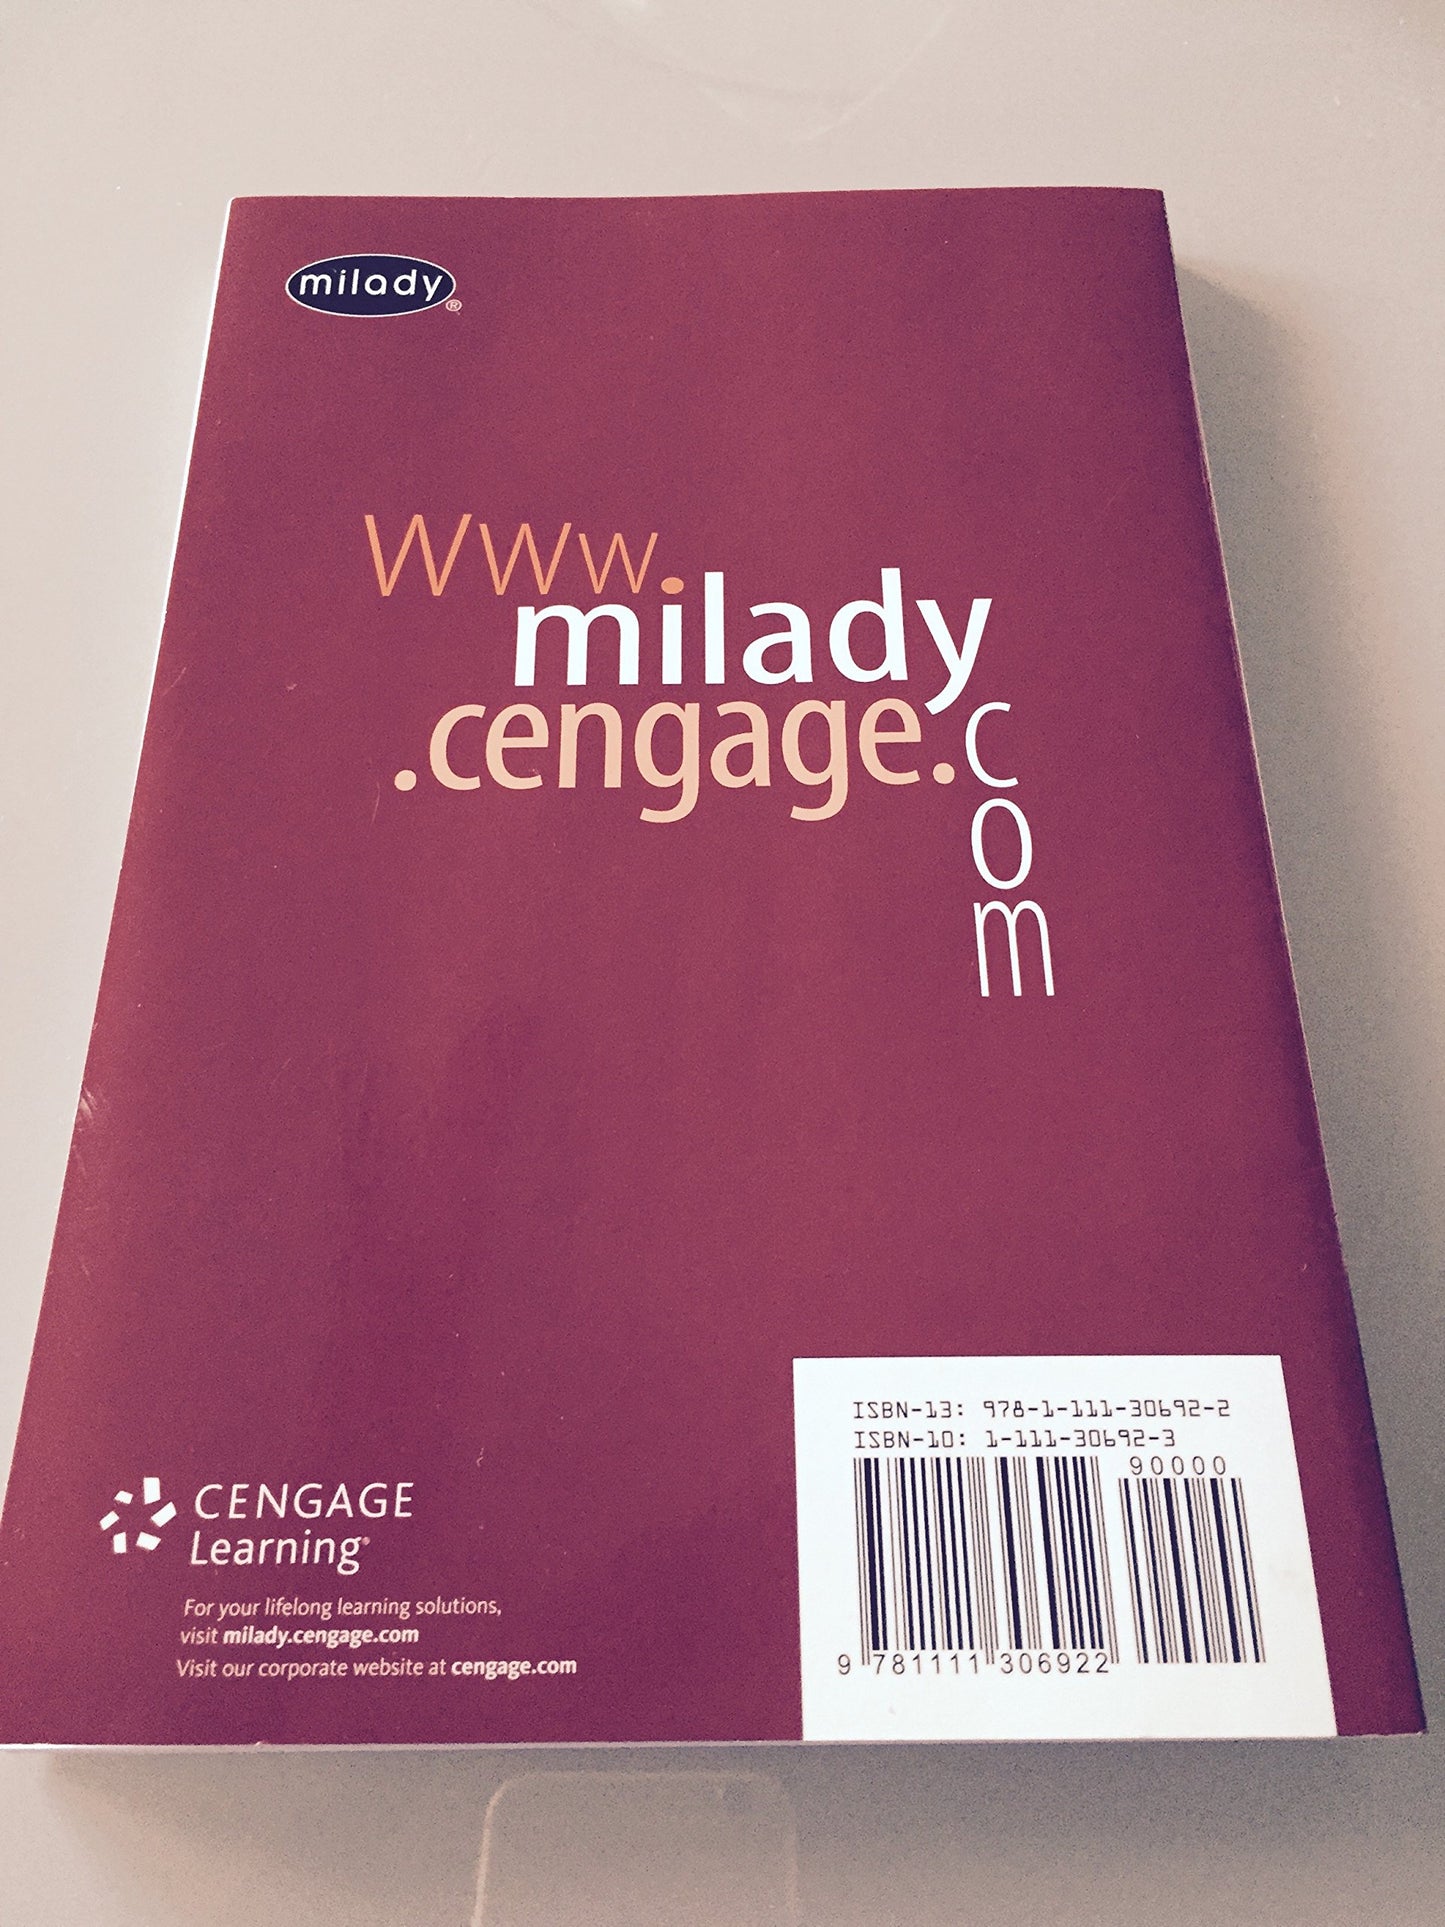 milady®
www.
milady
.cengage.
com
ISBN-13: 978-1-111-30692-2
ISBN-10: 1-111-30692-3
90000
9 781111 306922
CENGAGE
Learning®
For your lifelong learning solutions,
visit milady.cengage.com
Visit our corporate website at cengage.com